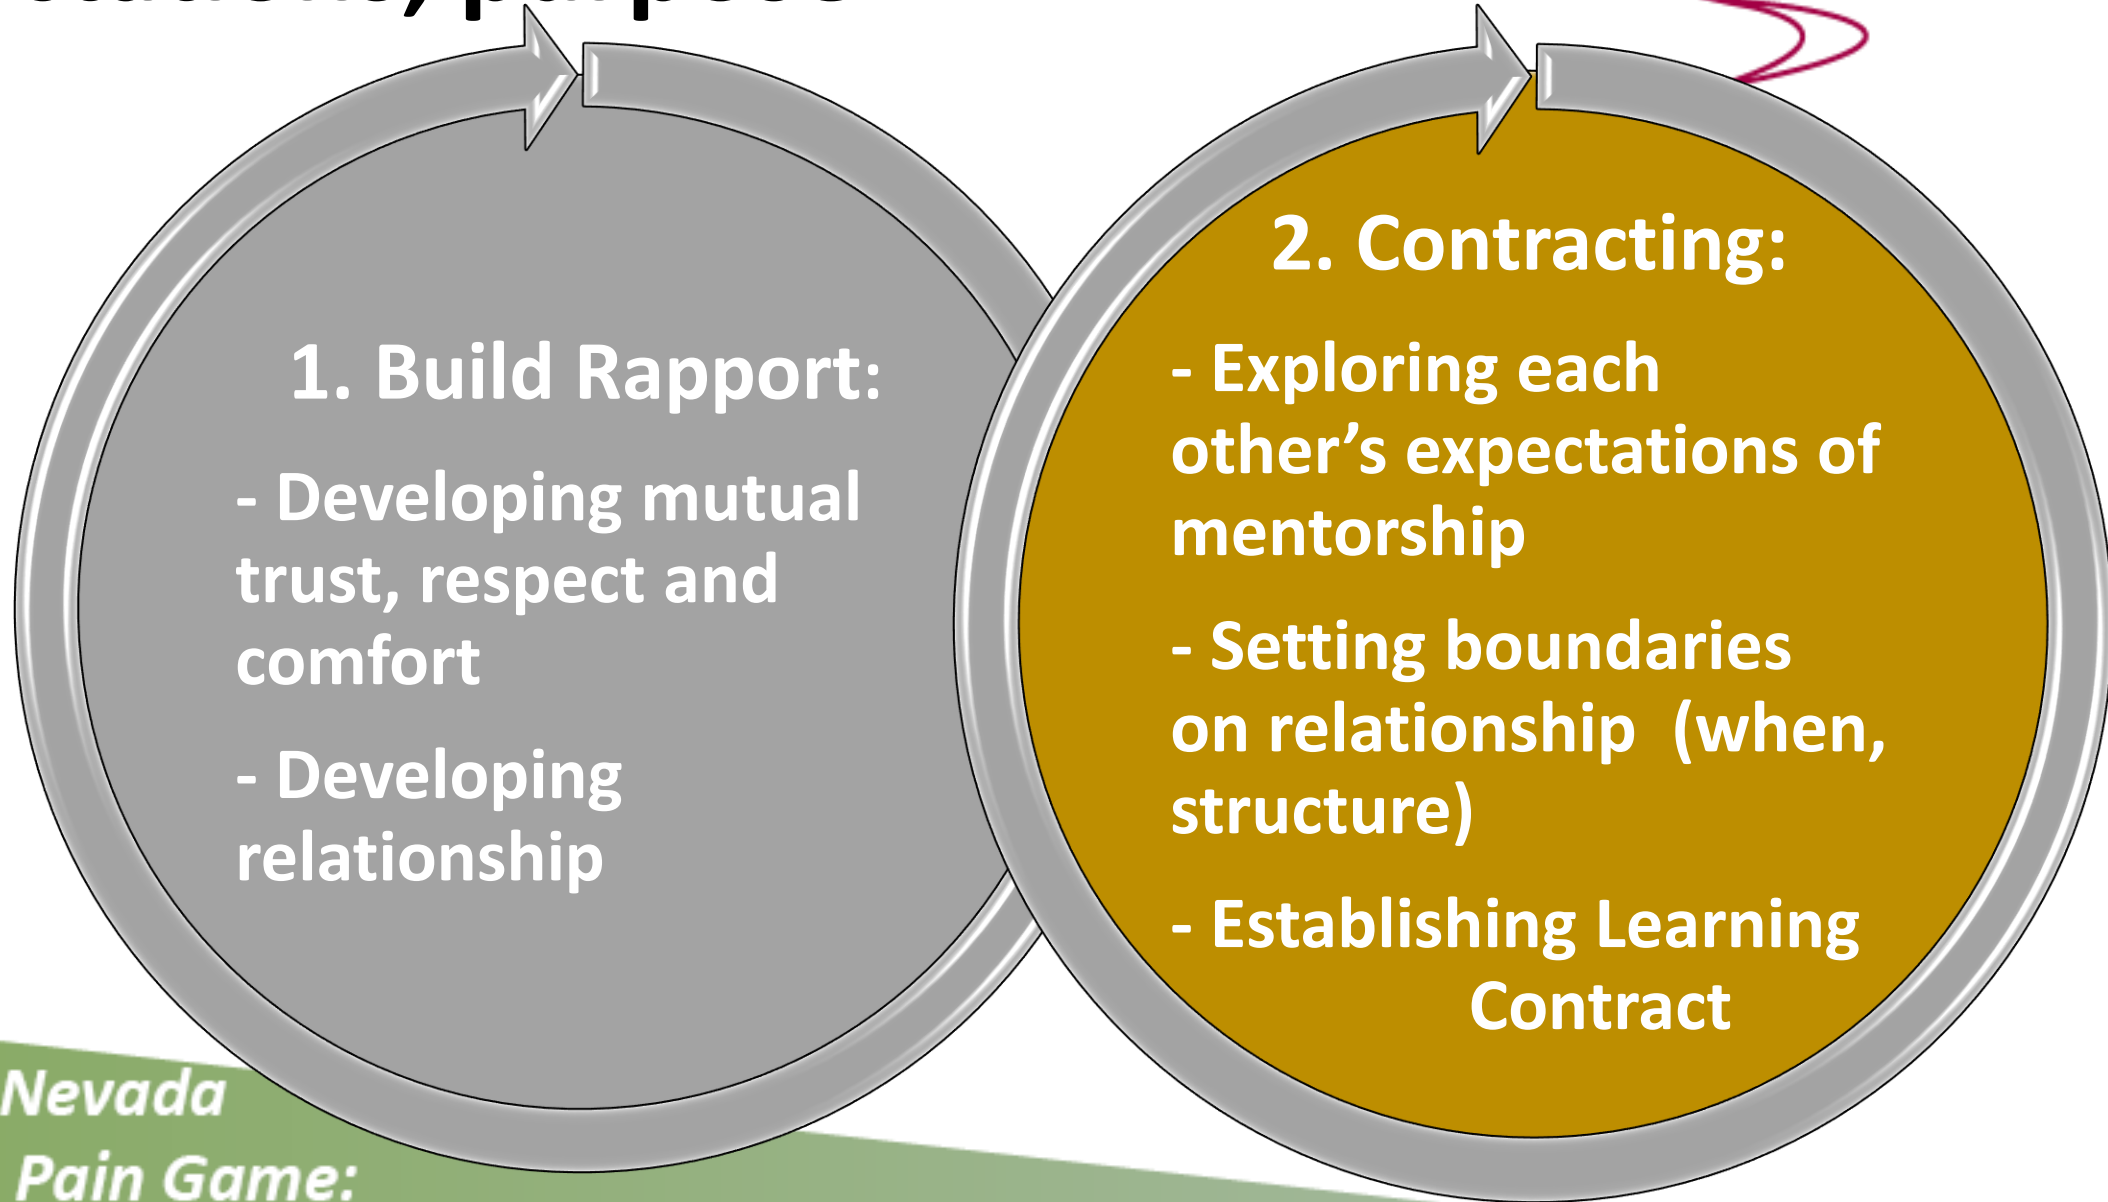 1. Build Rapport:
- Developing mutual
trust, respect and
comfort
- Developing
relationship
2. Contracting:
- Exploring each
other’s expectations of
mentorship
- Setting boundaries
on relationship (when,
structure)
- Establishing Learning
Contract
Nevada
Pain Game: